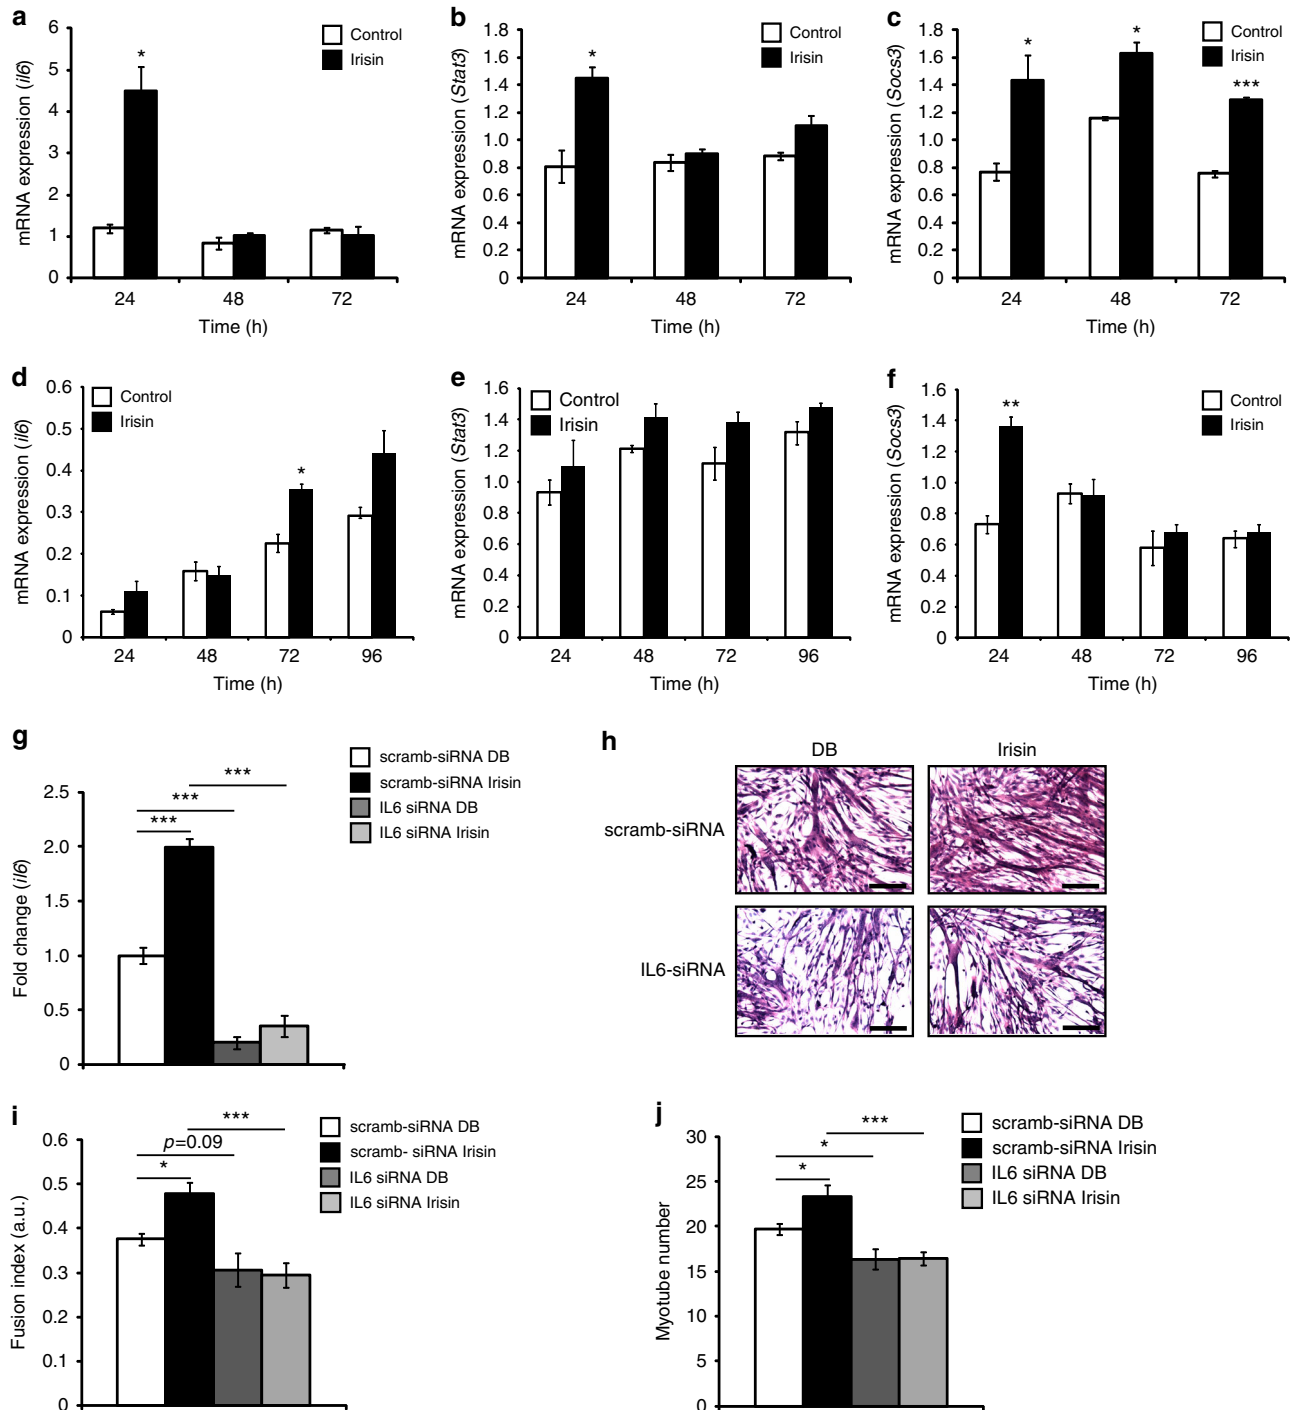 a
mRNA expression (il6)
6
5
4
3
2
1
0
*
Control
Irisin
24 48 72
Time (h)
b
mRNA expression (Stat3)
1.8
1.6
1.4
1.2
1.0
0.8
0.6
0.4
0.2
0
*
Control
Irisin
24 48 72
Time (h)
c
mRNA expression (Socs3)
1.8
1.6
1.4
1.2
1.0
0.8
0.6
0.4
0.2
0
* * ***
Control
Irisin
24 48 72
Time (h)
d
mRNA expression (il6)
0.6
0.5
0.4
0.3
0.2
0.1
0
Control
Irisin
*
24 48 72 96
Time (h)
e
mRNA expression (Stat3)
1.6
1.4
1.2
1.0
0.8
0.6
0.4
0.2
0
Control
Irisin
24 48 72 96
Time (h)
f
mRNA expression (Socs3)
1.6
1.4
1.2
1.0
0.8
0.6
0.4
0.2
0
**
Control
Irisin
24 48 72 96
Time (h)
g
Fold change (il6)
2.5
2.0
1.5
1.0
0.5
0
***
***
***
scramb-siRNA DB
scramb-siRNA Irisin
IL6 siRNA DB
IL6 siRNA Irisin
h
DB Irisin
scramb-siRNA
IL6-siRNA
i
Fusion index (a.u.)
0.6
0.5
0.4
0.3
0.2
0.1
0
***
p=0.09
*
scramb-siRNA DB
scramb- siRNA Irisin
IL6 siRNA DB
IL6 siRNA Irisin
j
Myotube number
30
25
20
15
10
5
0
***
*
*
scramb-siRNA DB
scramb-siRNA Irisin
IL6 siRNA DB
IL6 siRNA Irisin